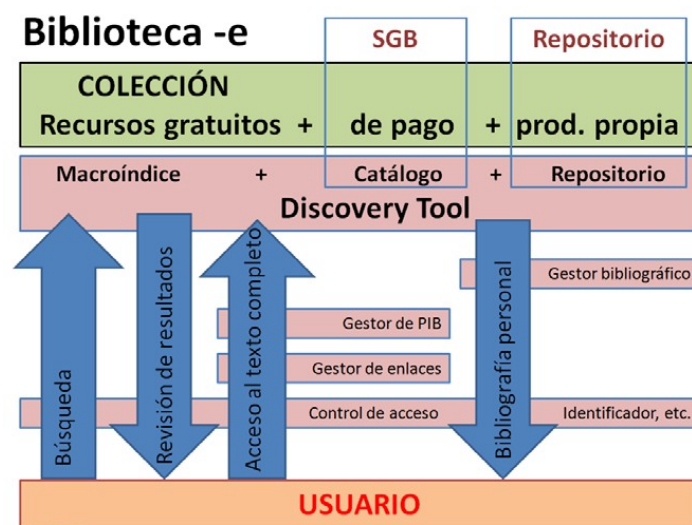 Biblioteca -e
SGB
Repositorio
COLECCIÓN
Recursos gratuitos + de pago + prod. propia
Macroíndice + Catálogo + Repositorio
Discovery Tool
Búsqueda
Revisión de resultados
Acceso al texto completo
Bibliografía personal
Gestor bibliográfico
Gestor de PIB
Gestor de enlaces
Control de acceso
Identificador, etc.
USUARIO